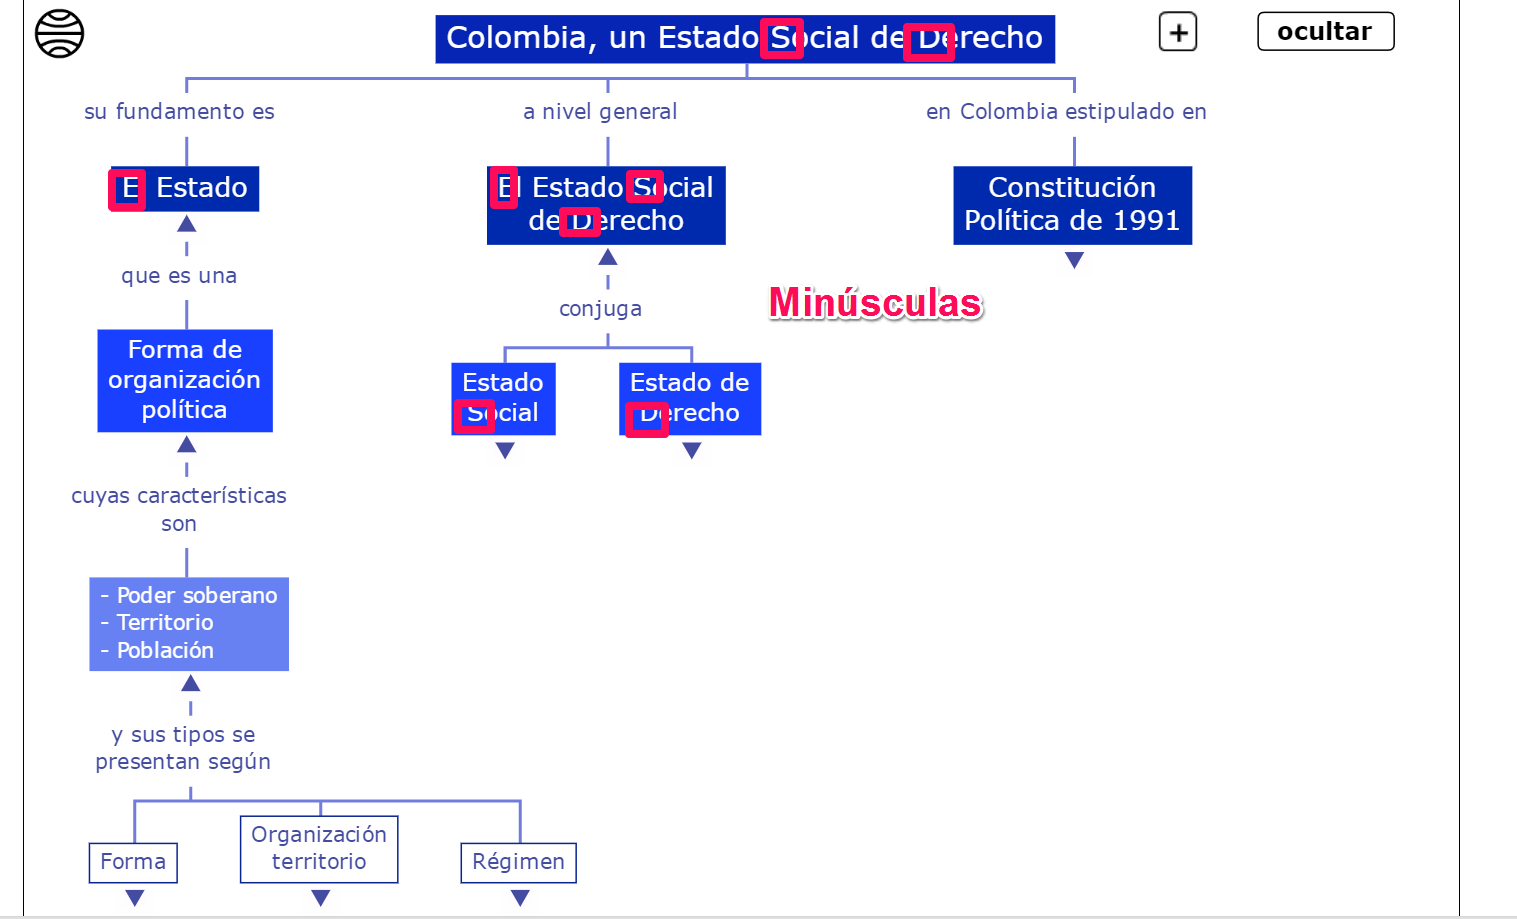 Colombia, un Estado Social de Derecho
+
ocultar
su fundamento es
a nivel general
en Colombia estipulado en
El Estado
El Estado Social
de Derecho
Constitución
Política de 1991
que es una
conjuga
Minúsculas
Forma de
organización
política
Estado
Social
Estado de
Derecho
cuyas características
son
- Poder soberano
- Territorio
- Población
y sus tipos se
presentan según
Forma
Organización
territorio
Régimen